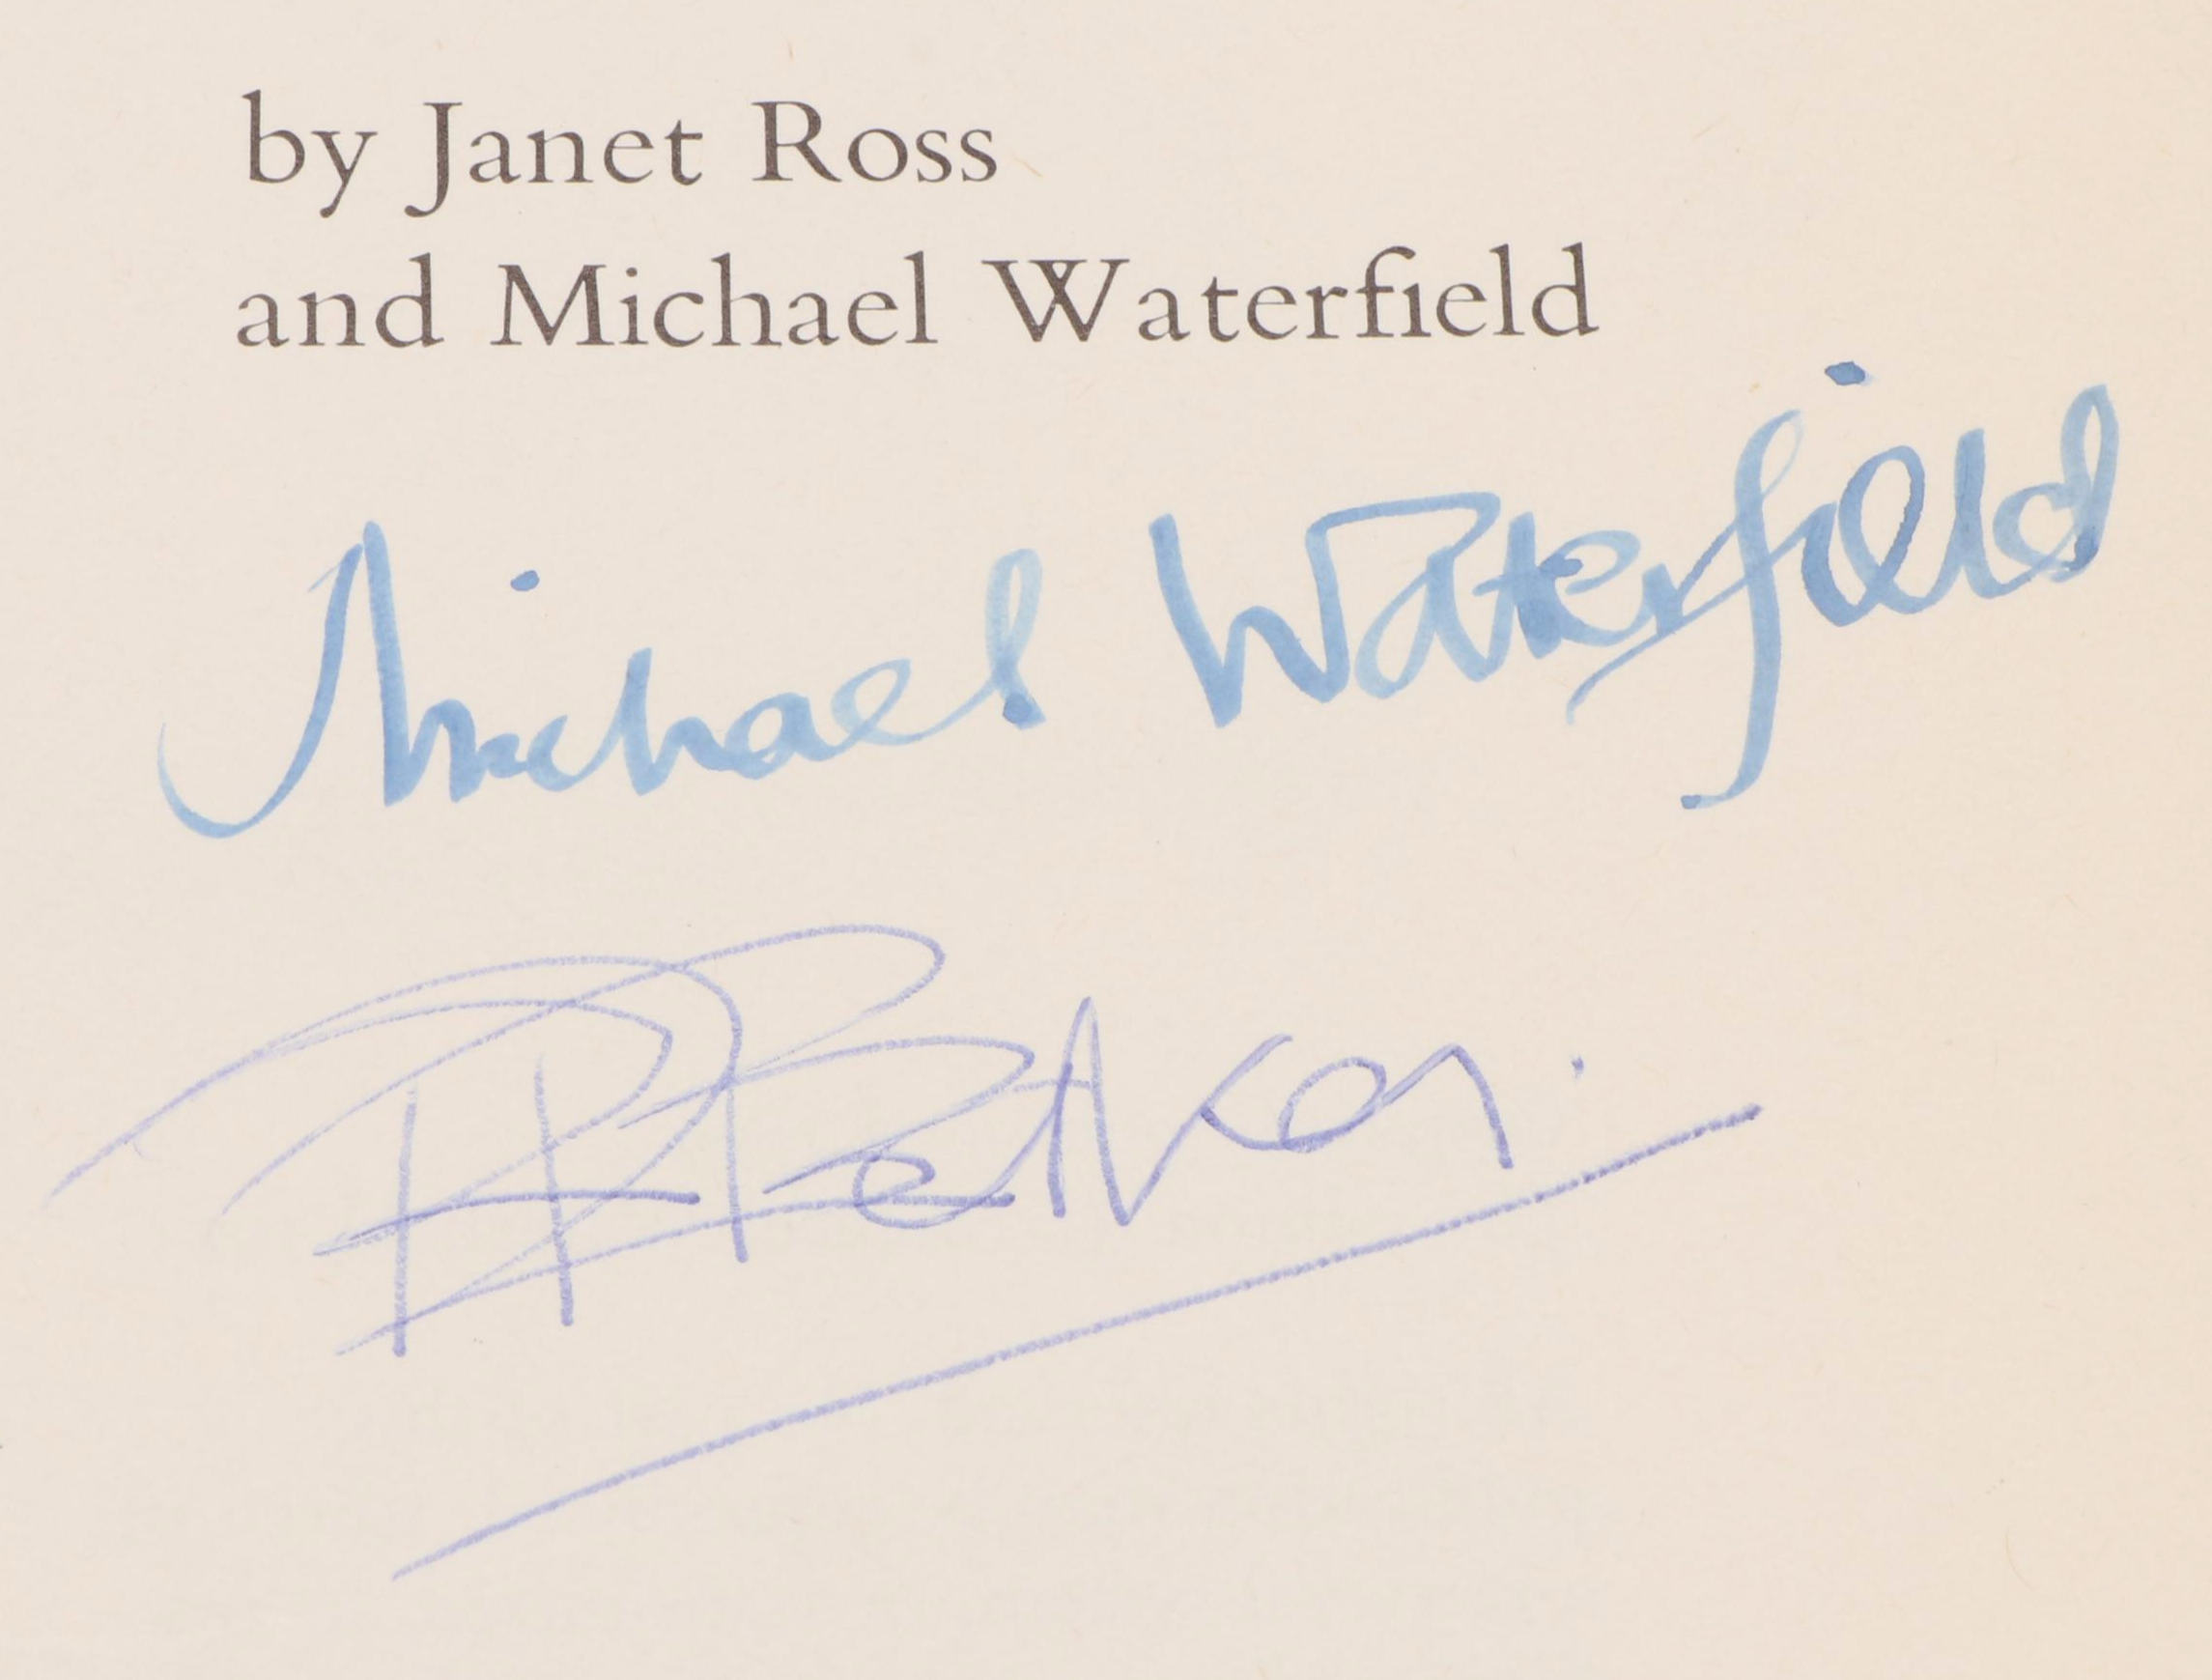 by Janet Ross
and Michael Waterfield
Michael Waterfield